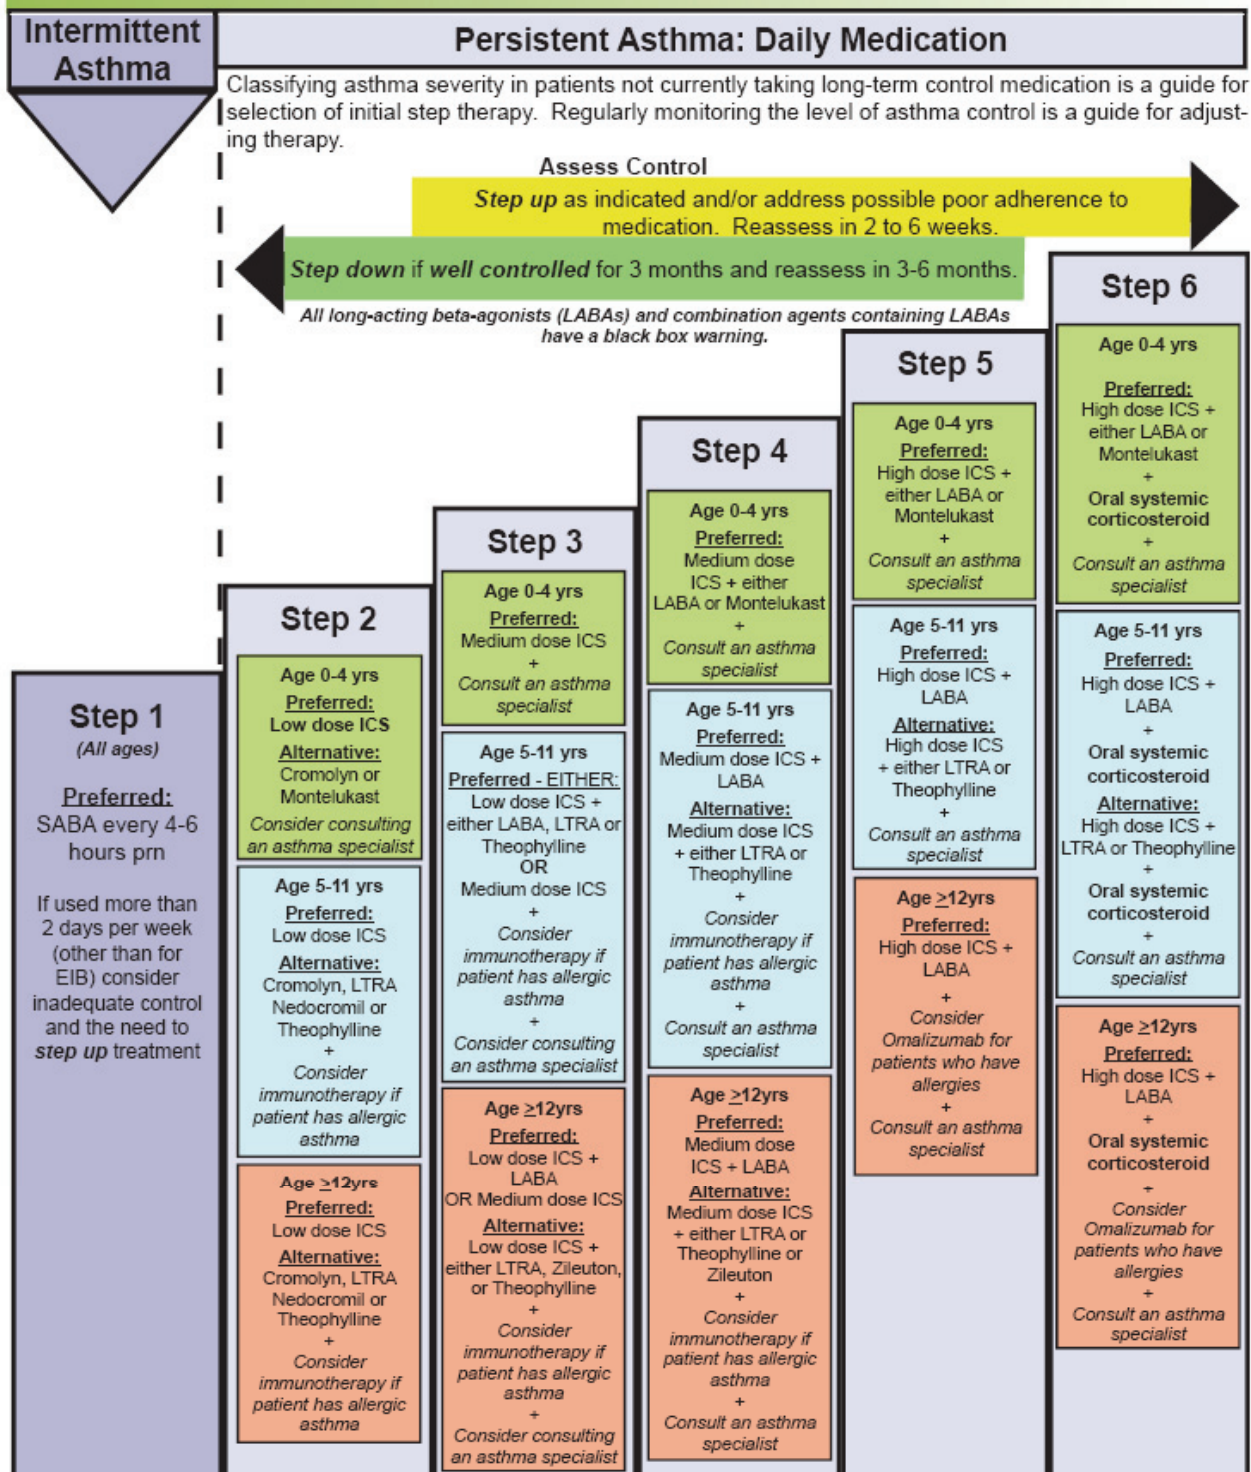 Intermittent
Asthma
Persistent Asthma: Daily Medication
Classifying asthma severity in patients not currently taking long-term control medication is a guide for
selection of initial step therapy.  Regularly monitoring the level of asthma control is a guide for adjust-
ing therapy.
Assess Control
Step up as indicated and/or address possible poor adherence to
medication.  Reassess in 2 to 6 weeks.
Step down if well controlled for 3 months and reassess in 3-6 months.
All long-acting beta-agonists (LABAs) and combination agents containing LABAs
have a black box warning.
Step 1
(All ages)
Preferred:
SABA every 4-6
hours prn
If used more than
2 days per week
(other than for
EIB) consider
inadequate control
and the need to
step up treatment
Step 2
Age 0-4 yrs
Preferred:
Low dose ICS
Alternative:
Cromolyn or
Montelukast
Consider consulting
an asthma specialist
Age 5-11 yrs
Preferred:
Low dose ICS
Alternative:
Cromolyn, LTRA
Nedocromil or
Theophylline
+
Consider
immunotherapy if
patient has allergic
asthma
Age ≥12yrs
Preferred:
Low dose ICS
Alternative:
Cromolyn, LTRA
Nedocromil or
Theophylline
+
Consider
immunotherapy if
patient has allergic
asthma
Step 3
Age 0-4 yrs
Preferred:
Medium dose ICS
+
Consult an asthma
specialist
Age 5-11 yrs
Preferred - EITHER:
Low dose ICS +
either LABA, LTRA or
Theophylline
OR
Medium dose ICS
+
Consider
immunotherapy if
patient has allergic
asthma
+
Consider consulting
an asthma specialist
Age ≥12yrs
Preferred:
Low dose ICS +
LABA
OR Medium dose ICS
Alternative:
Low dose ICS +
either LTRA, Zileuton,
or Theophylline
+
Consider
immunotherapy if
patient has allergic
asthma
+
Consider consulting
an asthma specialist
Step 4
Age 0-4 yrs
Preferred:
Medium dose
ICS + either
LABA or Montelukast
+
Consult an asthma
specialist
Age 5-11 yrs
Preferred:
Medium dose ICS +
LABA
Alternative:
Medium dose ICS
+ either LTRA or
Theophylline
+
Consider
immunotherapy if
patient has allergic
asthma
+
Consult an asthma
specialist
Age ≥12yrs
Preferred:
Medium dose
ICS + LABA
Alternative:
Medium dose ICS
+ either LTRA or
Theophylline or
Zileuton
+
Consider
immunotherapy if
patient has allergic
asthma
+
Consult an asthma
specialist
Step 5
Age 0-4 yrs
Preferred:
High dose ICS +
either LABA or
Montelukast
+
Consult an asthma
specialist
Age 5-11 yrs
Preferred:
High dose ICS +
LABA
Alternative:
High dose ICS
+ either LTRA or
Theophylline
+
Consult an asthma
specialist
Age ≥12yrs
Preferred:
High dose ICS +
LABA
+
Consider
Omalizumab for
patients who have
allergies
+
Consult an asthma
specialist
Step 6
Age 0-4 yrs
Preferred:
High dose ICS +
either LABA or
Montelukast
+
Oral systemic
corticosteroid
+
Consult an asthma
specialist
Age 5-11 yrs
Preferred:
High dose ICS +
LABA
+
Oral systemic
corticosteroid
Alternative:
High dose ICS +
LTRA or Theophylline
+
Oral systemic
corticosteroid
+
Consult an asthma
specialist
Age ≥12yrs
Preferred:
High dose ICS +
LABA
+
Oral systemic
corticosteroid
+
Consider
Omalizumab for
patients who have
allergies
+
Consult an asthma
specialist